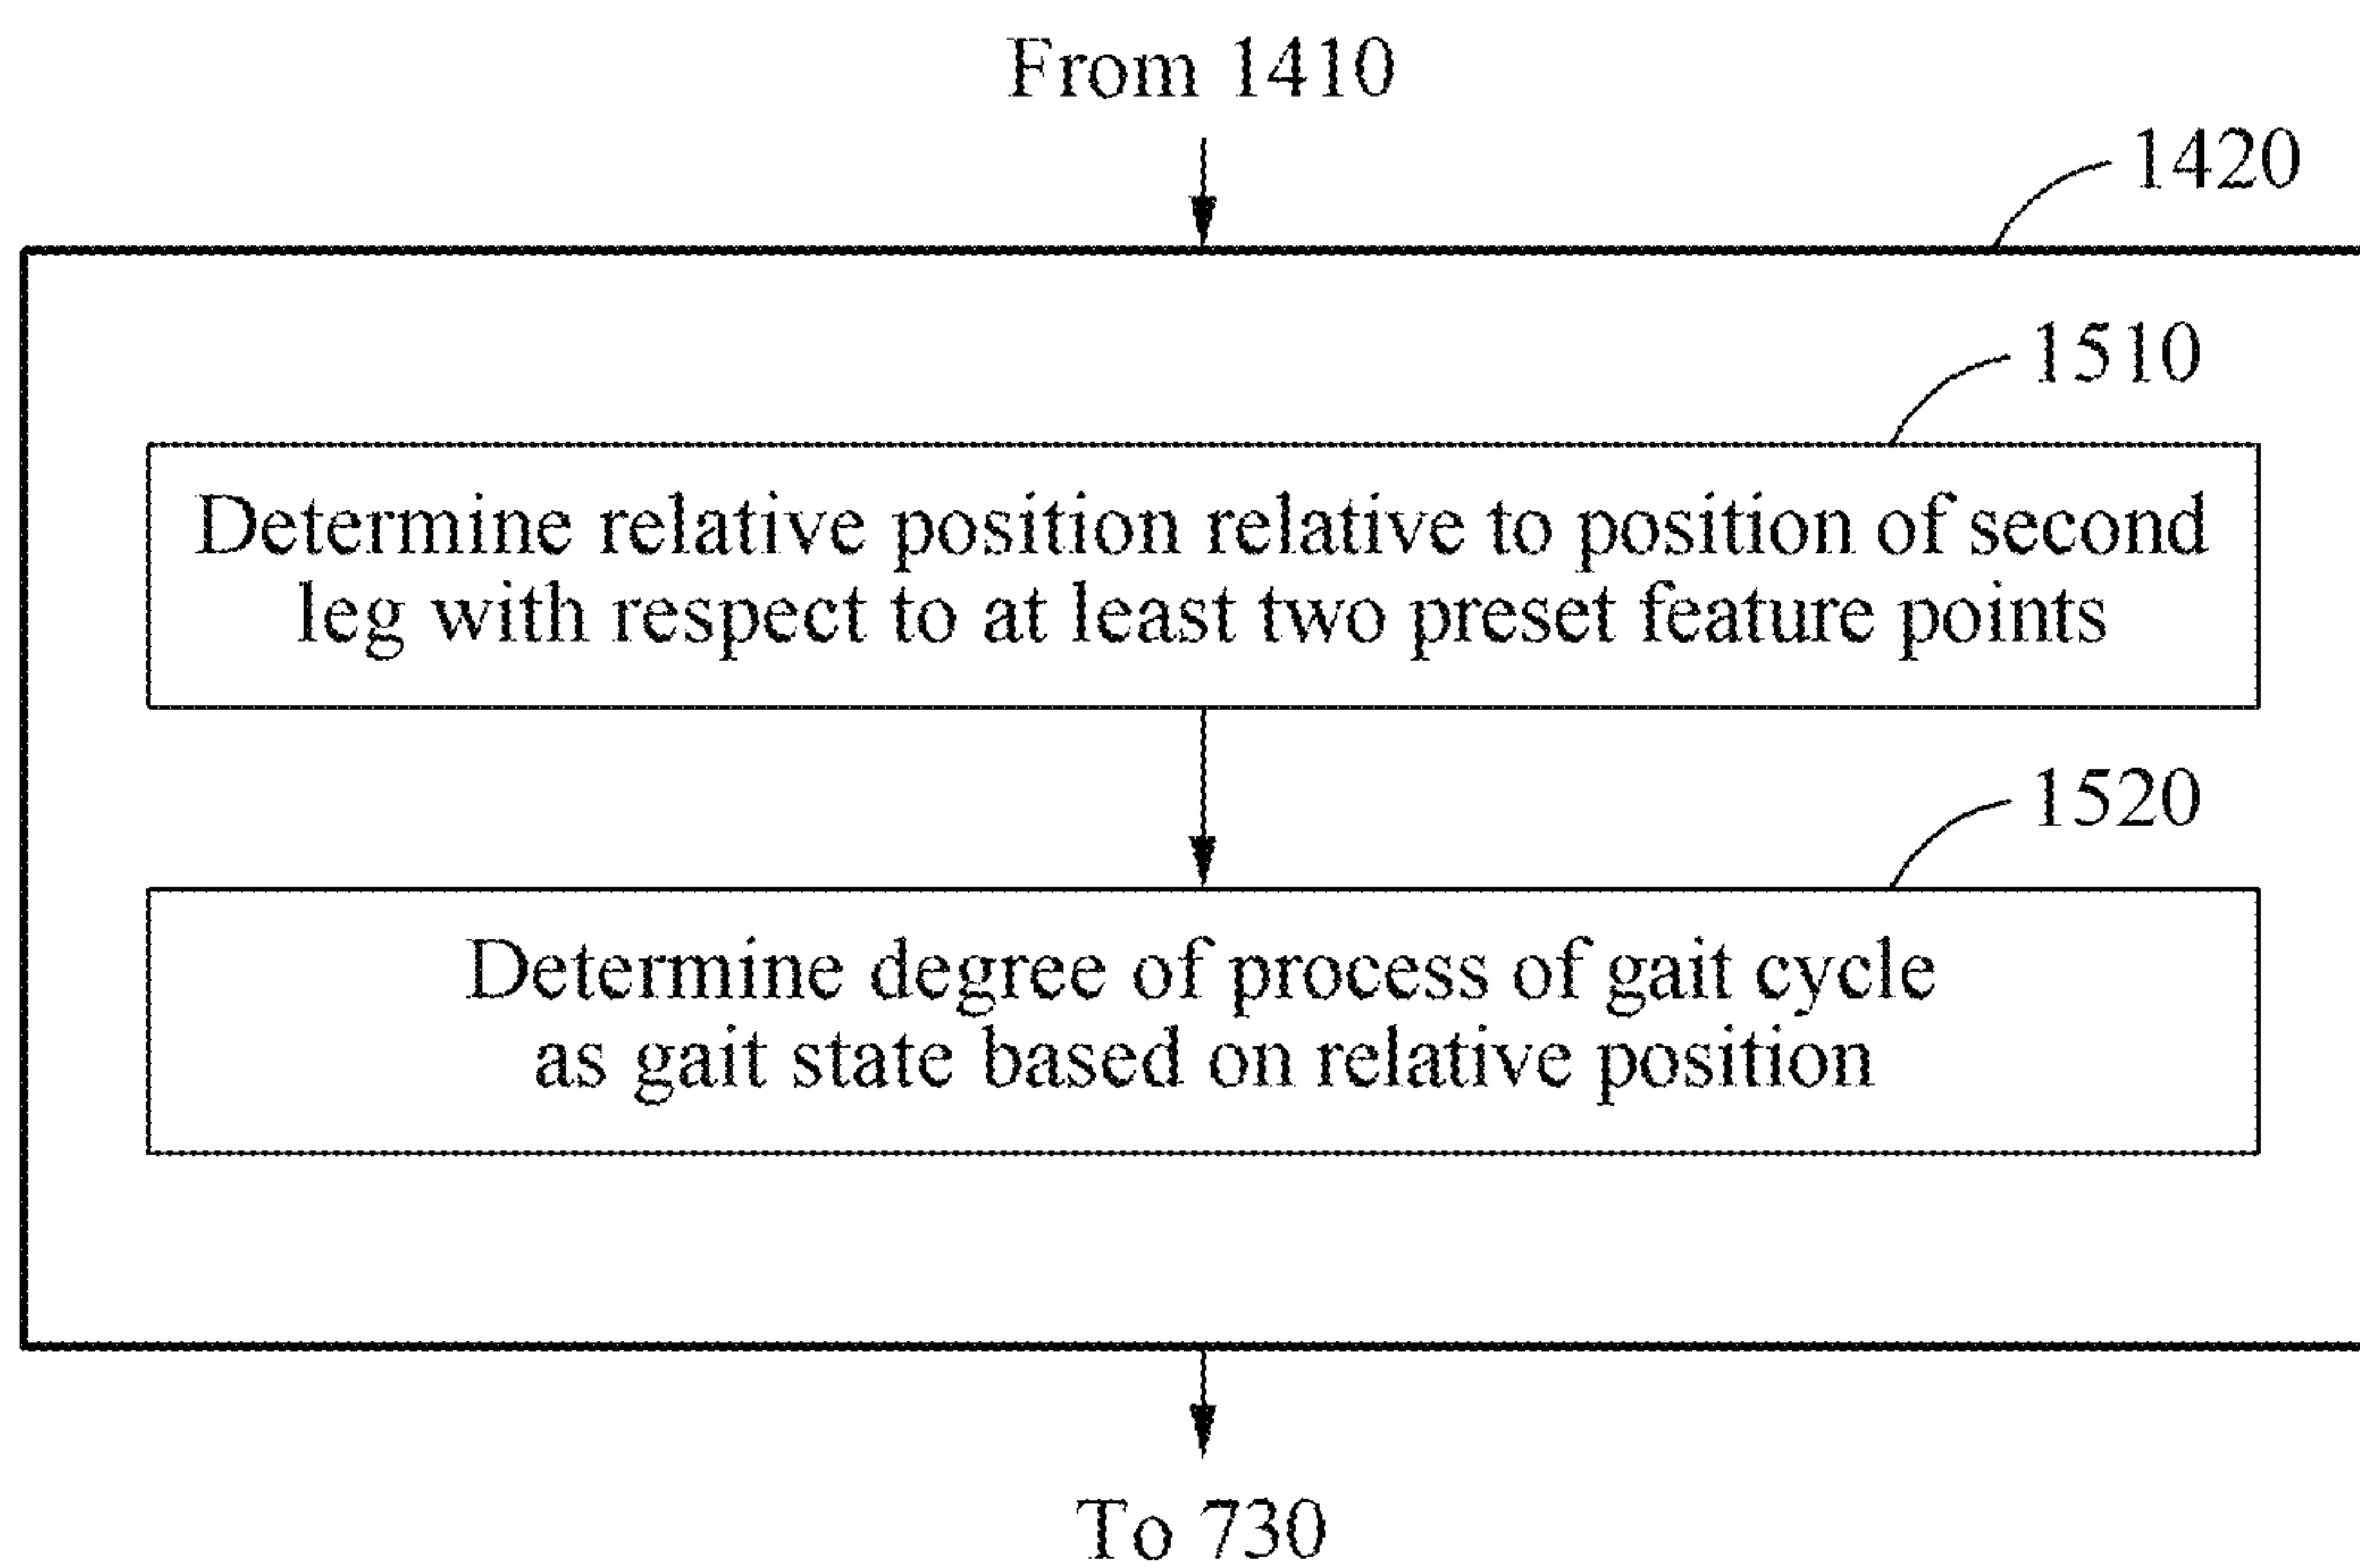 From 1410
1420
1510
Determine relative position relative to position of second
leg with respect to at least two preset feature points
1520
Determine degree of process of gait cycle
as gait state based on relative position
To 730